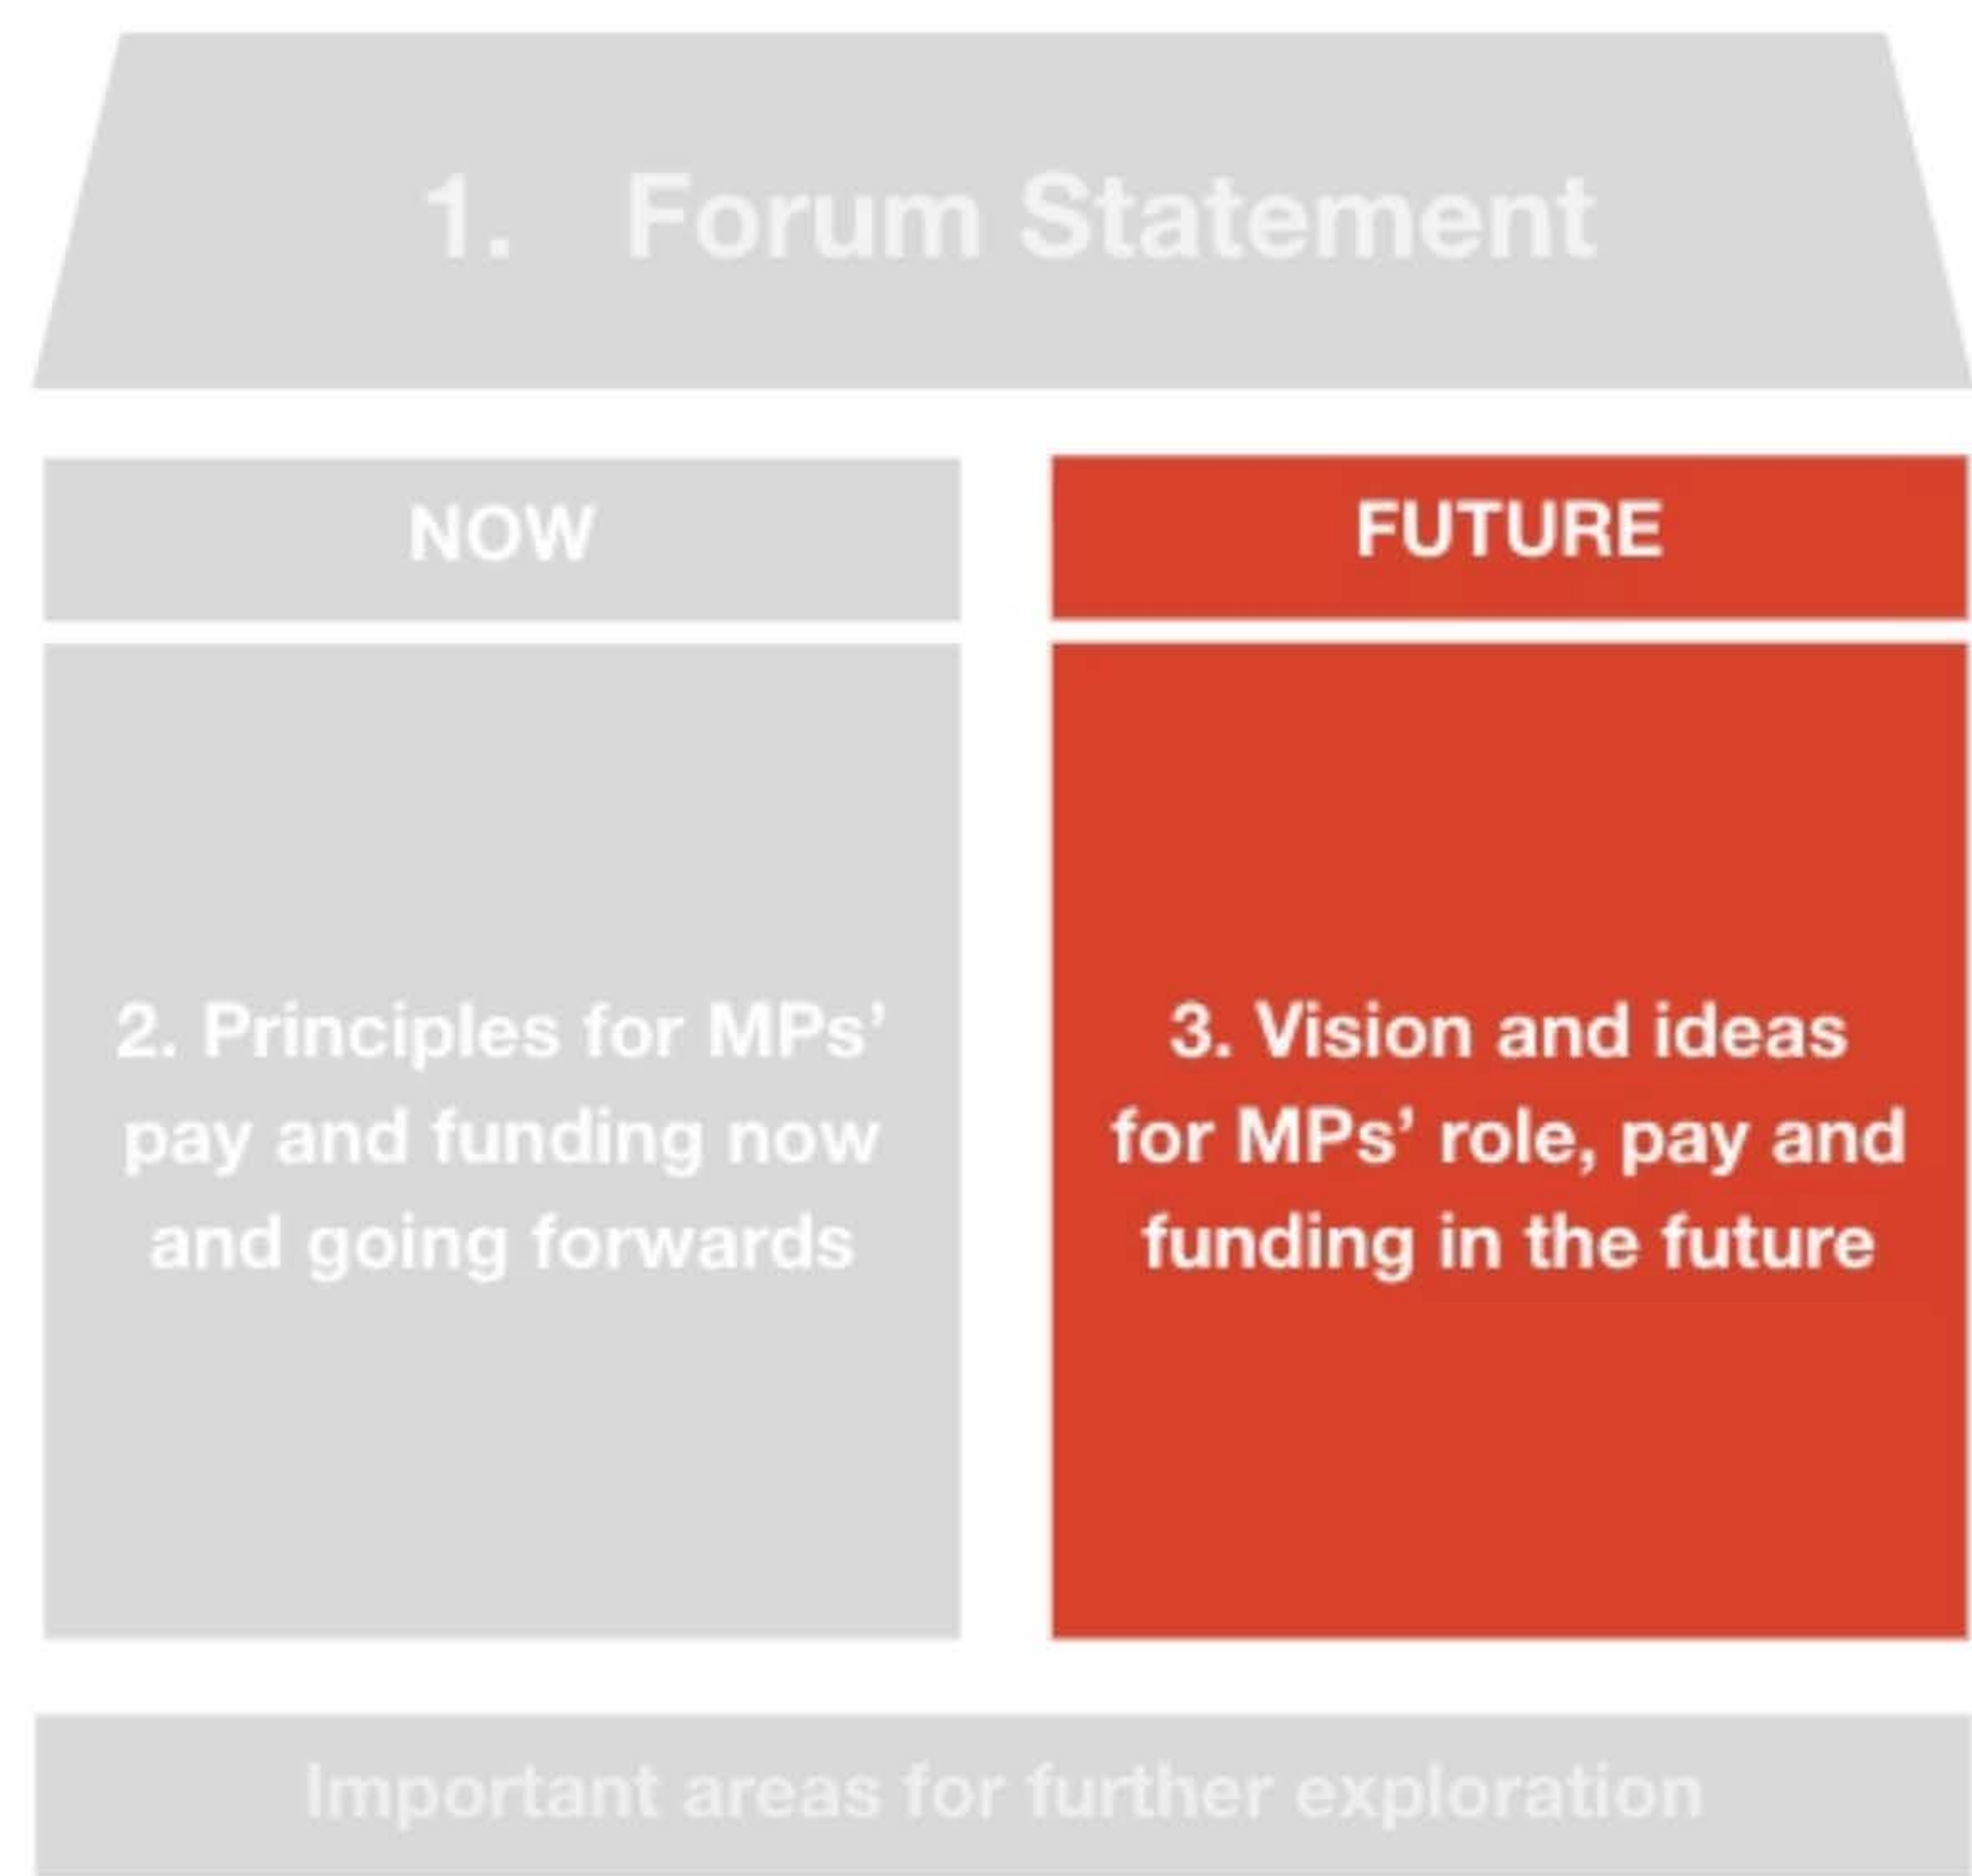 1. Forum Statement
NOW
2. Principles for MPs’
pay and funding now
and going forwards
FUTURE
3. Vision and ideas
for MPs’ role, pay and
funding in the future
Important areas for further exploration